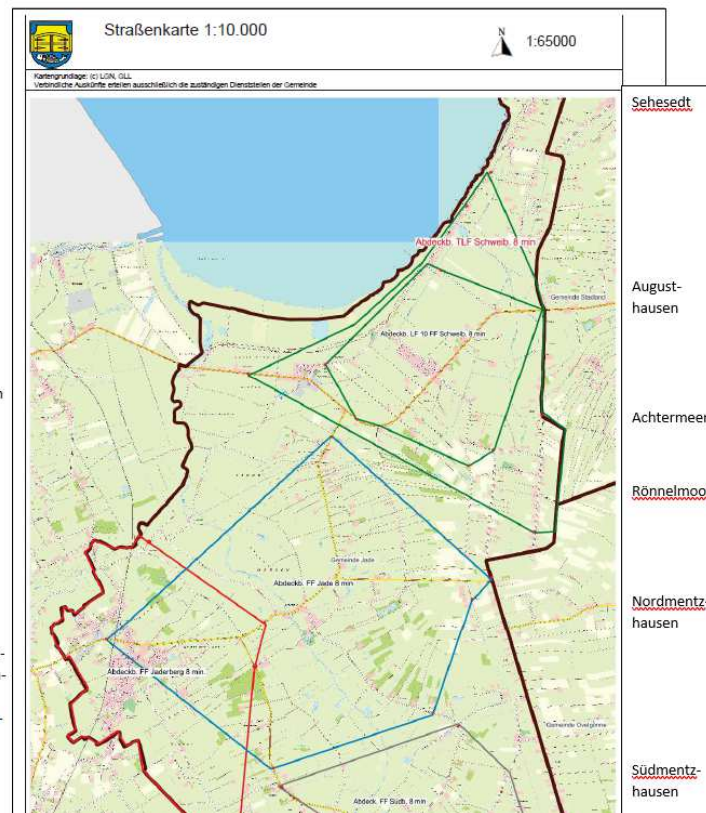 Straßenkarte 1:10.000
N
1:65000
Kartengrundlage: (c) LGN, GLL
Verbindliche Auskünfte erteilen ausschließlich die zuständigen Dienststellen der Gemeinde
Sehesedt
Abdeckb. TLF Schweib. 8 min
August-
hausen
Gemeinde Stadland
Abdeckb. LF 10 FF Schweib. 8 min
Achtermeer
Rönnelmoo
Gemeinde Jade
Abdeckb. FF Jade 8 min
Nordmentz-
hausen
Abdeckb. FF Jaderberg 8 min
Gemeinde Ovelgönne
Südmentz-
hausen
Abdeck. FF Südb. 8 min